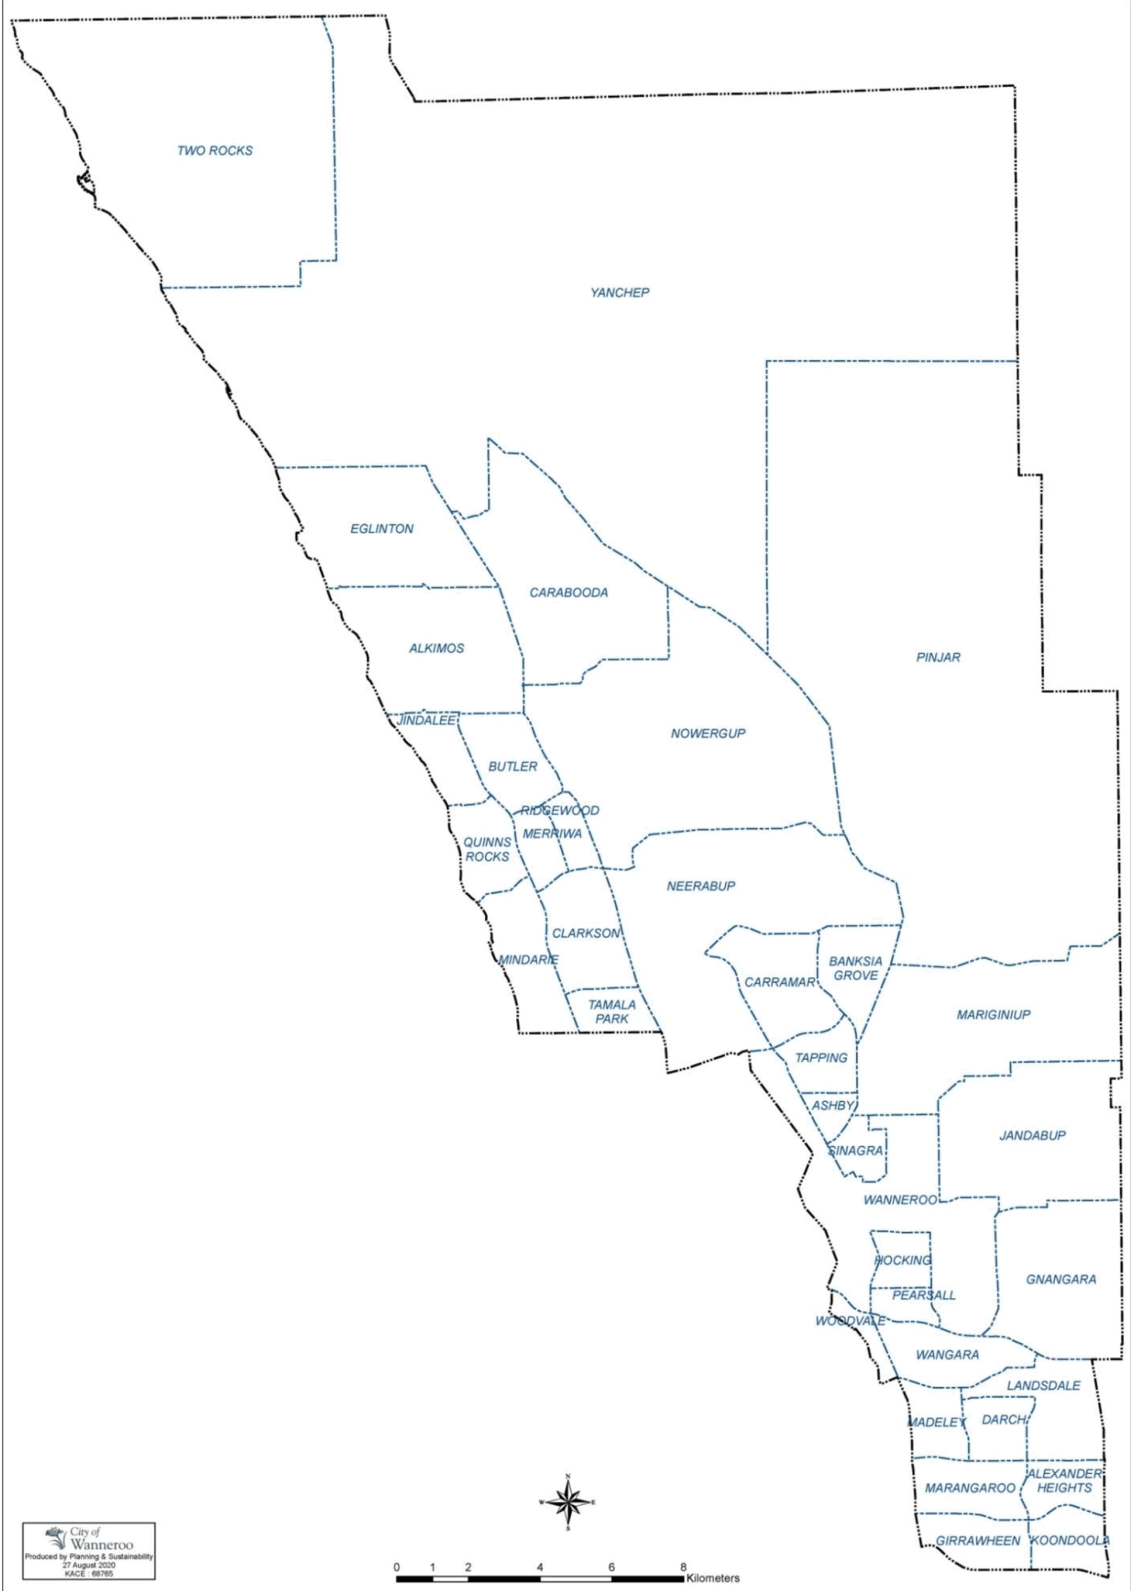 TWO ROCKS
YANCHEP
EGLINTON
CARABOODA
ALKIMOS
PINJAR
JINDALEE
NOWERGUP
BUTLER
RIDGEWOOD
MERRIWA
QUINNS
ROCKS
NEERABUP
CLARKSON
MINDARIE
BANKSIA
GROVE
CARRAMAR
TAMALA
PARK
MARIGINIUP
TAPPING
ASHBY
JANDABUP
SINAGRA
WANNEROO
HOCKING
GNANGARA
PEARSALL
WOODVALE
WANGARA
LANDSDALE
MADELEY
DARCH
ALEXANDER
HEIGHTS
MARANGAROO
GIRRAWHEEN
KOONDOOLA
N
W E
S
City of
Wanneroo
Produced by Planning & Sustainability
27 August 2020
KACE : 68765
0 1 2 4 6 8
Kilometers